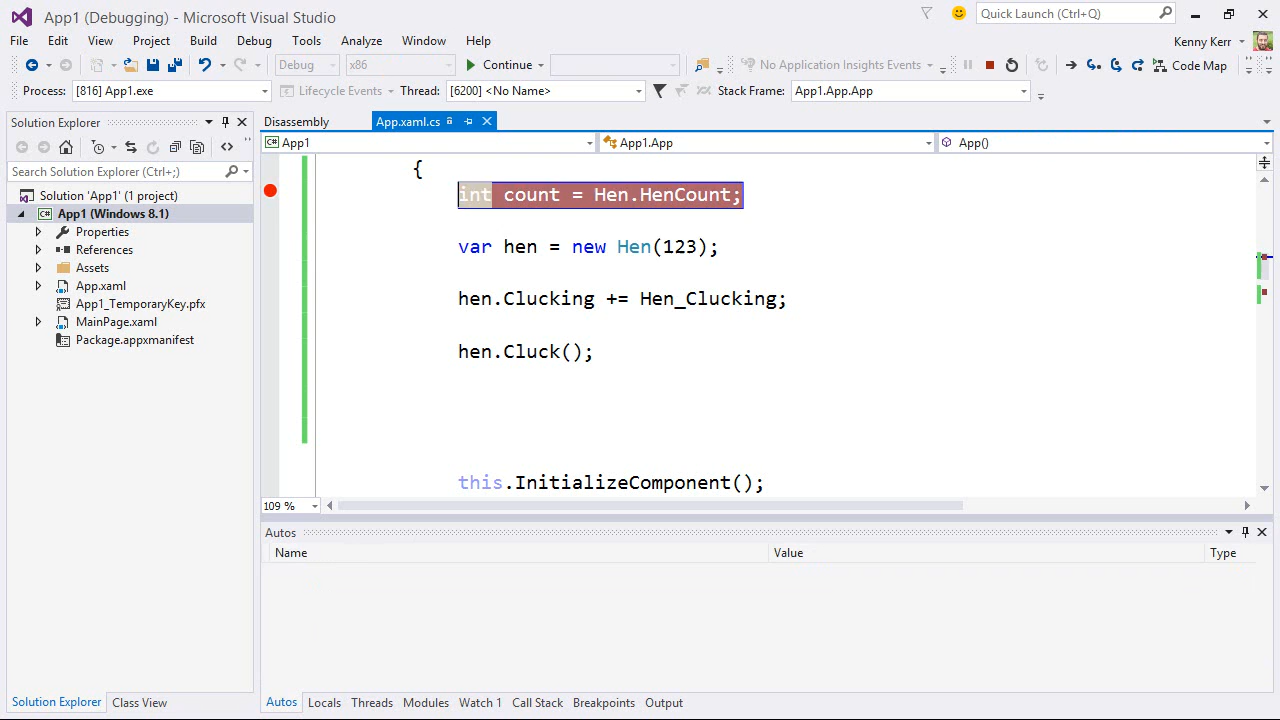 App1 (Debugging) - Microsoft Visual Studio
Quick Launch (Ctrl+Q)
File Edit View Project Build Debug Tools Analyze Window Help
Kenny Kerr
Debug x86 Continue No Application Insights Events Code Map
Process: [816] App1.exe Lifecycle Events Thread: [6200] <No Name> Stack Frame: App1.App.App
Solution Explorer
Disassembly App.xaml.cs
C# App1 App1.App App()
Search Solution Explorer (Ctrl+;)
Solution 'App1' (1 project)
C# App1 (Windows 8.1)
Properties
References
Assets
App.xaml
App1_TemporaryKey.pfx
MainPage.xaml
Package.appxmanifest
{
int count = Hen.HenCount;
var hen = new Hen(123);
hen.Clucking += Hen_Clucking;
hen.Cluck();
this.InitializeComponent();
109 %
Autos
Name Value Type
Solution Explorer Class View
Autos Locals Threads Modules Watch 1 Call Stack Breakpoints Output